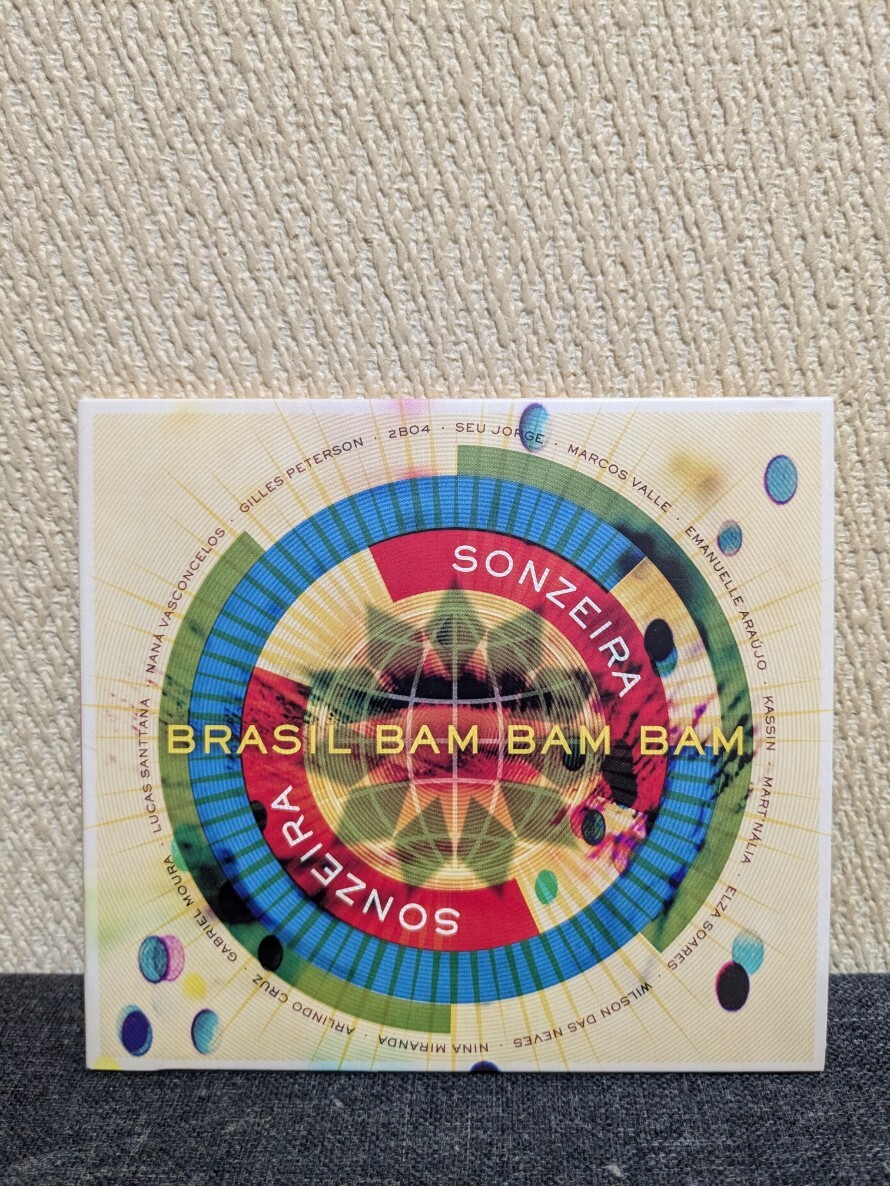 GILLES PETERSON · 2BO4 · SEU JORGE · MARCOS VALLE · EMANUELLE ARAÚJO · KASSIN · MART'NÁLIA · ELZA SOARES · WILSON DAS NEVES · NINA MIRANDA · ARLINDO CRUZ · GABRIEL MOURA · LUCAS SANTTANA · NANÁ VASCONCELOS ·
SONZEIRA
BRASIL BAM BAM BAM
SONZEIRA